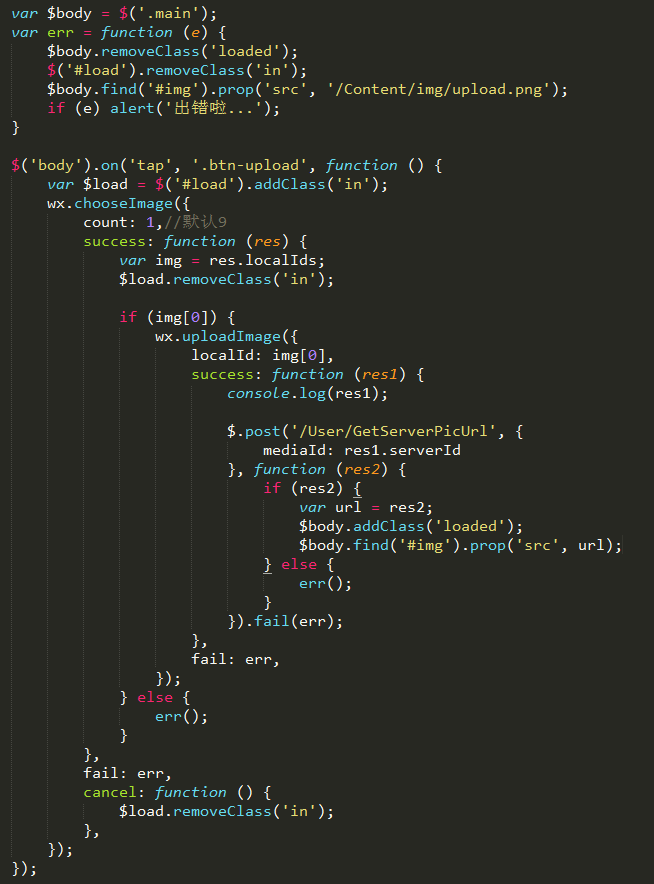 var $body = $('.main');
var err = function (e) {
    $body.removeClass('loaded');
    $('#load').removeClass('in');
    $body.find('#img').prop('src', '/Content/img/upload.png');
    if (e) alert('出错啦...');
}

$('body').on('tap', '.btn-upload', function () {
    var $load = $('#load').addClass('in');
    wx.chooseImage({
        count: 1,//默认9
        success: function (res) {
            var img = res.localIds;
            $load.removeClass('in');

            if (img[0]) {
                wx.uploadImage({
                    localId: img[0],
                    success: function (res1) {
                        console.log(res1);

                        $.post('/User/GetServerPicUrl', {
                            mediaId: res1.serverId
                        }, function (res2) {
                            if (res2) {
                                var url = res2;
                                $body.addClass('loaded');
                                $body.find('#img').prop('src', url);
                            } else {
                                err();
                            }
                        }).fail(err);
                    },
                    fail: err,
                });
            } else {
                err();
            }
        },
        fail: err,
        cancel: function () {
            $load.removeClass('in');
        },
    });
});